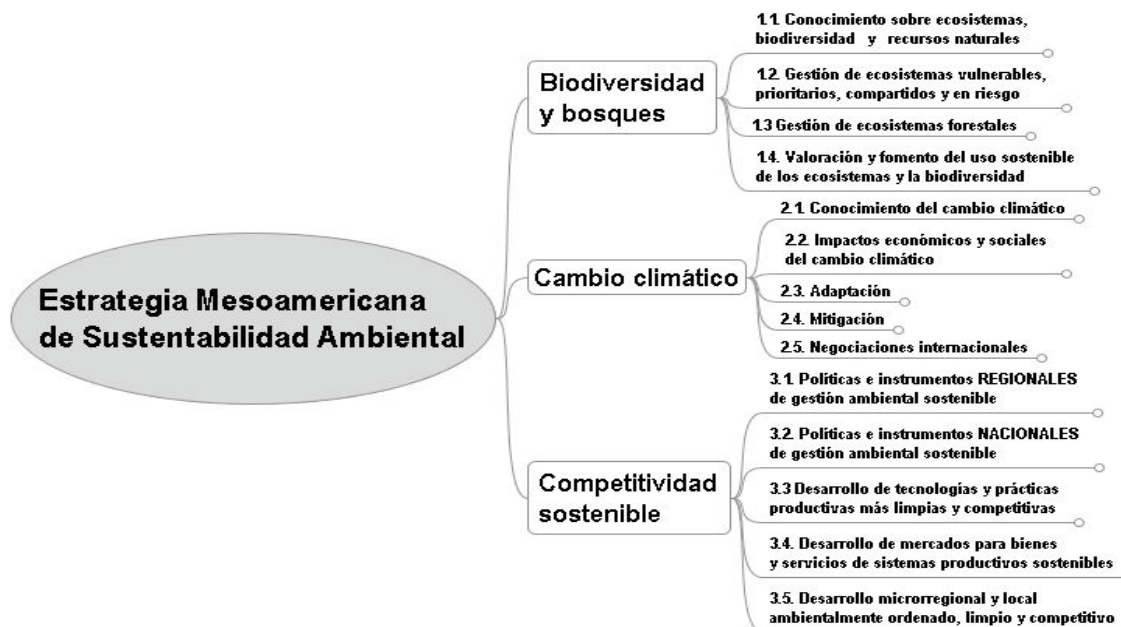 Estrategia Mesoamericana
de Sustentabilidad Ambiental
Biodiversidad
y bosques
1.1. Conocimiento sobre ecosistemas,
biodiversidad y recursos naturales
1.2. Gestión de ecosistemas vulnerables,
prioritarios, compartidos y en riesgo
1.3 Gestión de ecosistemas forestales
1.4. Valoración y fomento del uso sostenible
de los ecosistemas y la biodiversidad
Cambio climático
2.1. Conocimiento del cambio climático
2.2. Impactos económicos y sociales
del cambio climático
2.3. Adaptación
2.4. Mitigación
2.5. Negociaciones internacionales
Competitividad
sostenible
3.1. Políticas e instrumentos REGIONALES
de gestión ambiental sostenible
3.2. Políticas e instrumentos NACIONALES
de gestión ambiental sostenible
3.3 Desarrollo de tecnologías y prácticas
productivas más limpias y competitivas
3.4. Desarrollo de mercados para bienes
y servicios de sistemas productivos sostenibles
3.5. Desarrollo microrregional y local
ambientalmente ordenado, limpio y competitivo